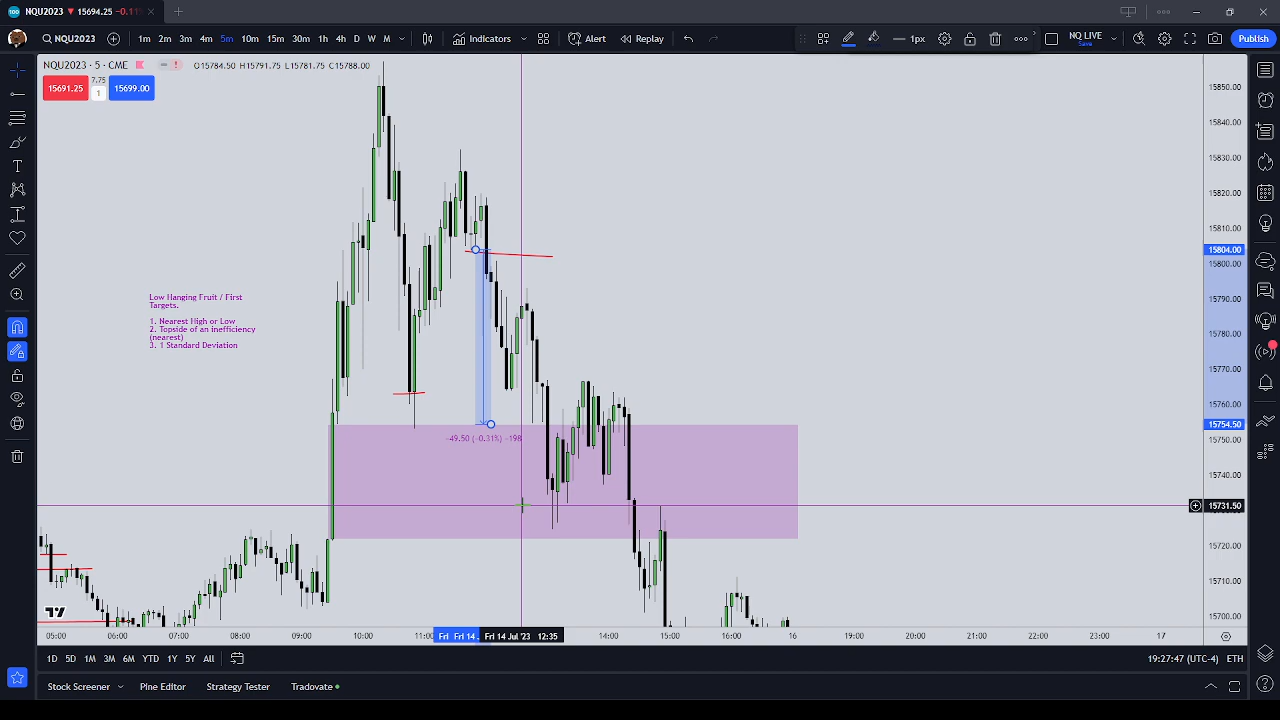 NQU2023 ▼ 15694.25 −0.11
NQU2023 1m 2m 3m 4m 5m 10m 15m 30m 1h 4h D W M Indicators Alert Replay 1px NQ LIVE Save Publish
NQU2023 · 5 · CME O15784.50 H15791.75 L15781.75 C15788.00
15691.25 7.75 1 15699.00
15850.00
15840.00
15830.00
15820.00
15810.00
15804.00
15800.00
15790.00
15780.00
15770.00
15760.00
15754.50
15750.00
15740.00
15731.50
15720.00
15710.00
15700.00
Low Hanging Fruit / First
Targets.
1. Nearest High or Low
2. Topside of an inefficiency
(nearest)
3. 1 Standard Deviation
−49.50 (−0.31%) −198
05:00 06:00 07:00 08:00 09:00 10:00 11:00 Fri Fri 14 Fri 14 Jul '23 12:35 14:00 15:00 16:00 16 19:00 20:00 21:00 22:00 23:00 17
1D 5D 1M 3M 6M YTD 1Y 5Y All 19:27:47 (UTC-4) ETH
Stock Screener Pine Editor Strategy Tester Tradovate